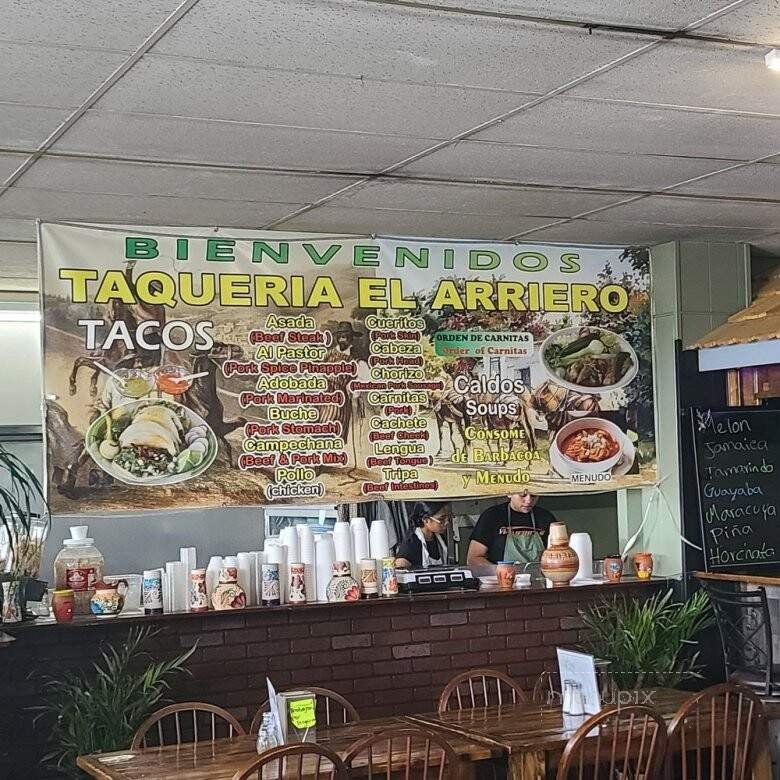 BIENVENIDOS
TAQUERIA EL ARRIERO
TACOS
Asada
(Beef Steak)
Al Pastor
(Pork Spice Pinapple)
Adobada
(Pork Marinated)
Buche
(Pork Stomach)
Campechana
(Beef & Pork Mix)
Pollo
(chicken)
Cueritos
(Pork Skin)
Cabeza
(Pork Head)
Chorizo
(Mexican Pork Sausage)
Carnitas
(Pork)
Cachete
(Beef Cheek)
Lengua
(Beef Tongue)
Tripa
(Beef Intestines)
ORDEN DE CARNITAS
Order of Carnitas
Caldos
Soups
Consome
de Barbacoa
y Menudo
MENUDO
Melon
Jamaica
Tamarindo
Guayaba
Maracuya
Piña
Horchata
menupix